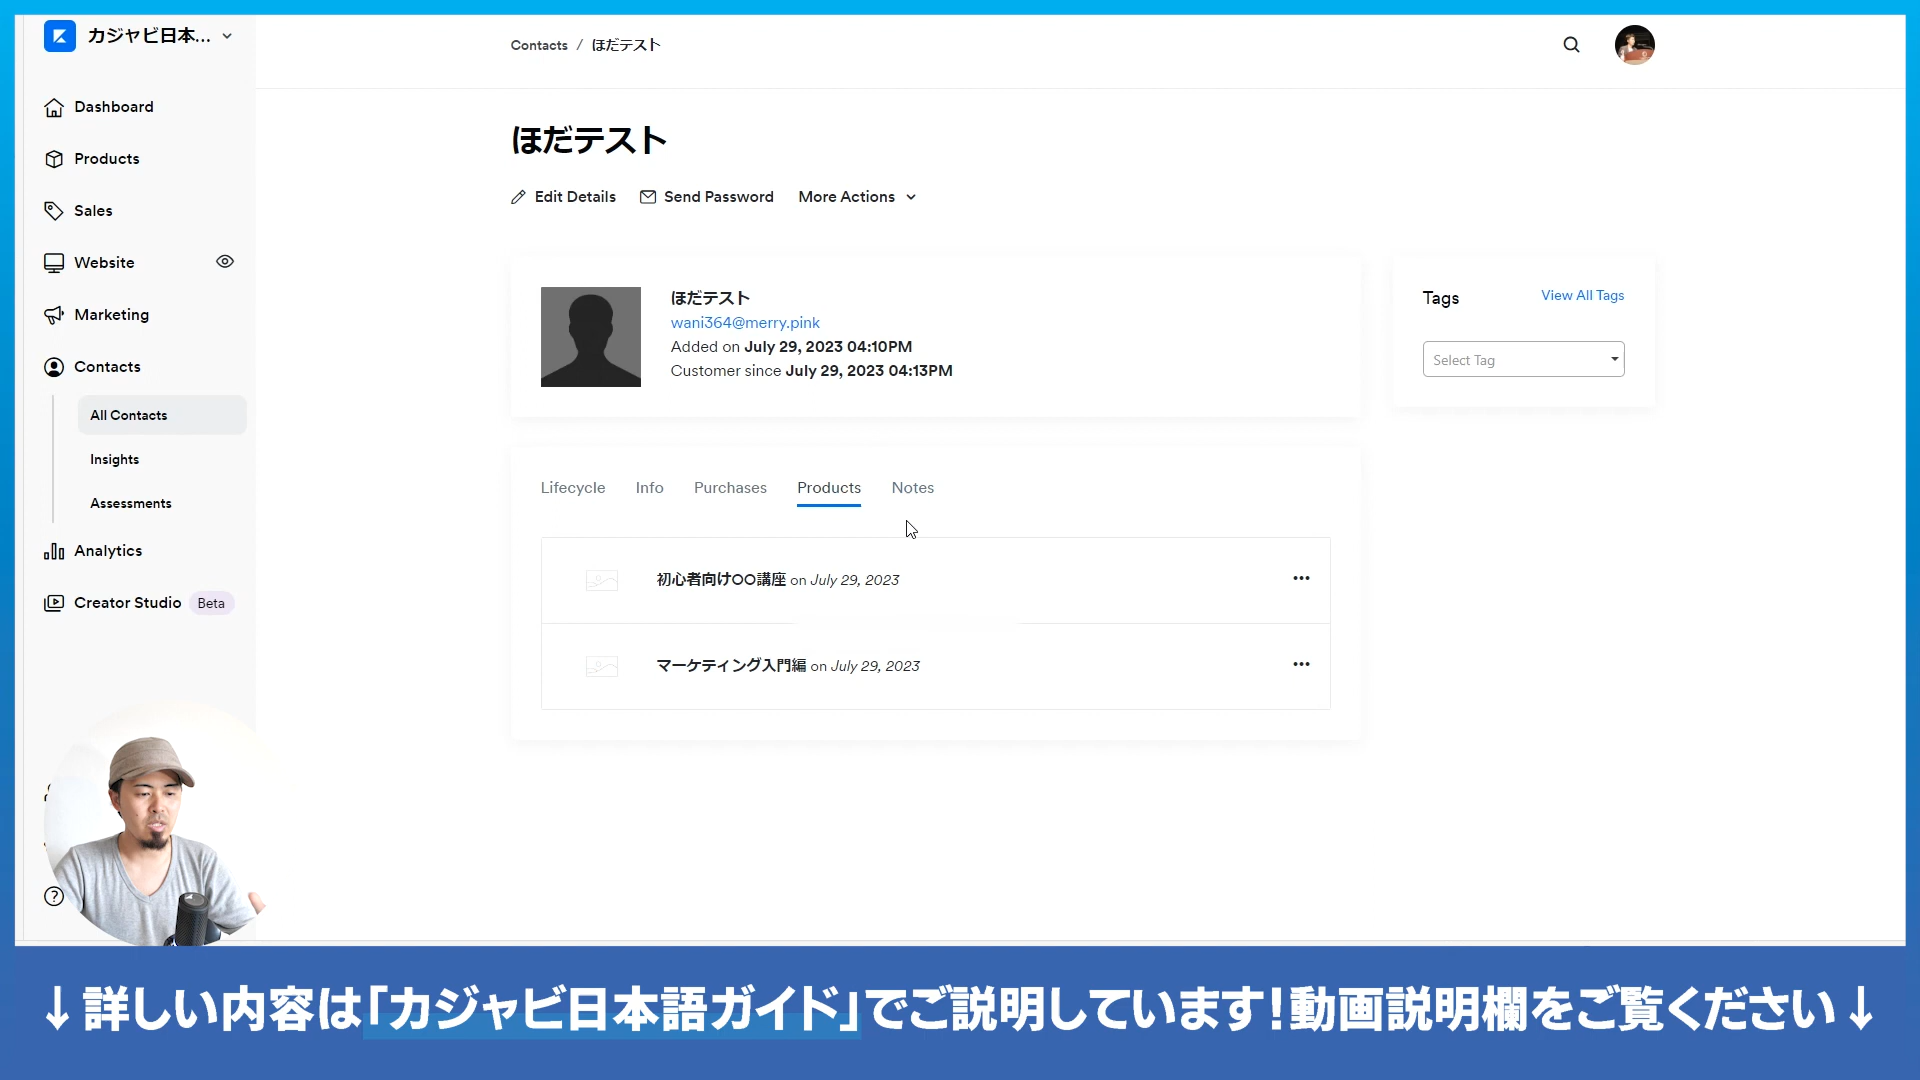 カジャビ日本...
Contacts / ほだテスト
Dashboard
Products
Sales
Website
Marketing
Contacts
All Contacts
Insights
Assessments
Analytics
Creator Studio Beta
ほだテスト
Edit Details Send Password More Actions
ほだテスト
wani364@merry.pink
Added on July 29, 2023 04:10PM
Customer since July 29, 2023 04:13PM
Tags View All Tags
Select Tag
Lifecycle Info Purchases Products Notes
初心者向け〇〇講座 on July 29, 2023
マーケティング入門編 on July 29, 2023
↓詳しい内容は「カジャビ日本語ガイド」でご説明しています!動画説明欄をご覧ください↓